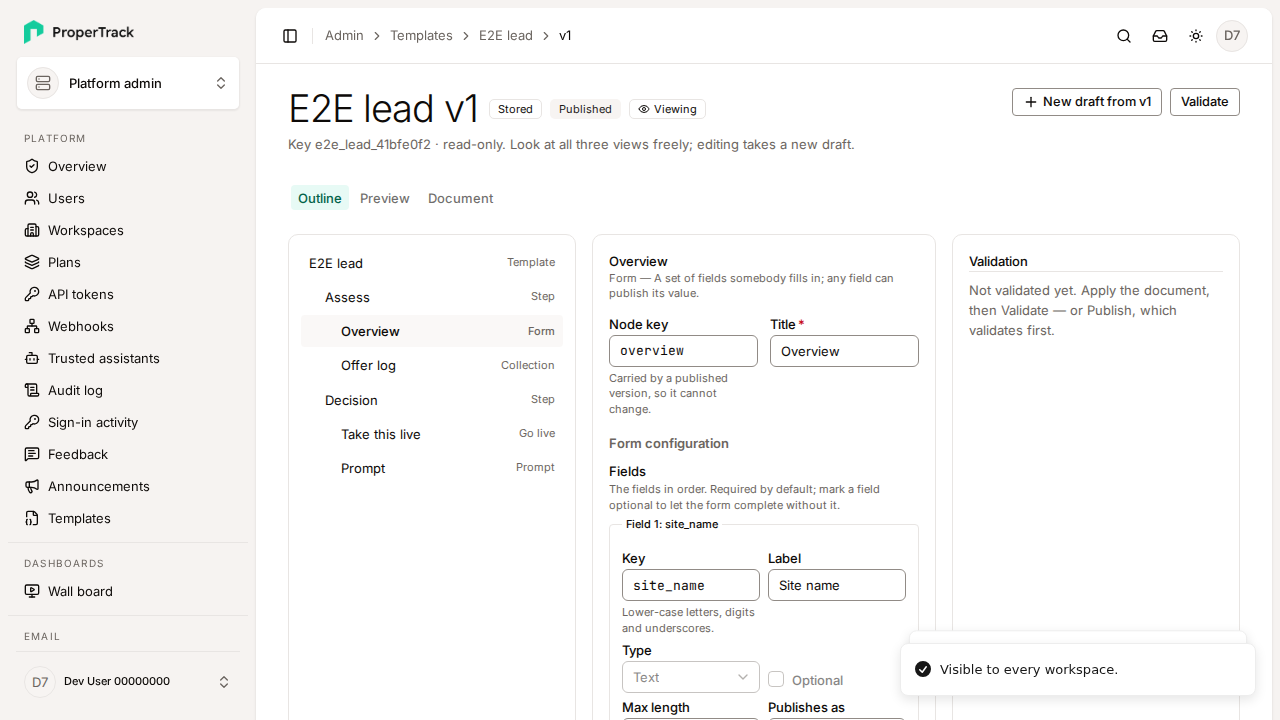 ProperTrack
Platform admin
PLATFORM
Overview
Users
Workspaces
Plans
API tokens
Webhooks
Trusted assistants
Audit log
Sign-in activity
Feedback
Announcements
Templates
DASHBOARDS
Wall board
EMAIL
D7 Dev User 00000000
Admin > Templates > E2E lead > v1
D7
E2E lead v1 Stored Published Viewing
New draft from v1 Validate
Key e2e_lead_41bfe0f2 · read-only. Look at all three views freely; editing takes a new draft.
Outline Preview Document
E2E lead Template
Assess Step
Overview Form
Offer log Collection
Decision Step
Take this live Go live
Prompt Prompt
Overview
Form — A set of fields somebody fills in; any field can
publish its value.
Node key Title *
overview Overview
Carried by a published
version, so it cannot
change.
Form configuration
Fields
The fields in order. Required by default; mark a field
optional to let the form complete without it.
Field 1: site_name
Key Label
site_name Site name
Lower-case letters, digits
and underscores.
Type
Text Optional
Max length Publishes as
Validation
Not validated yet. Apply the document,
then Validate — or Publish, which
validates first.
Visible to every workspace.